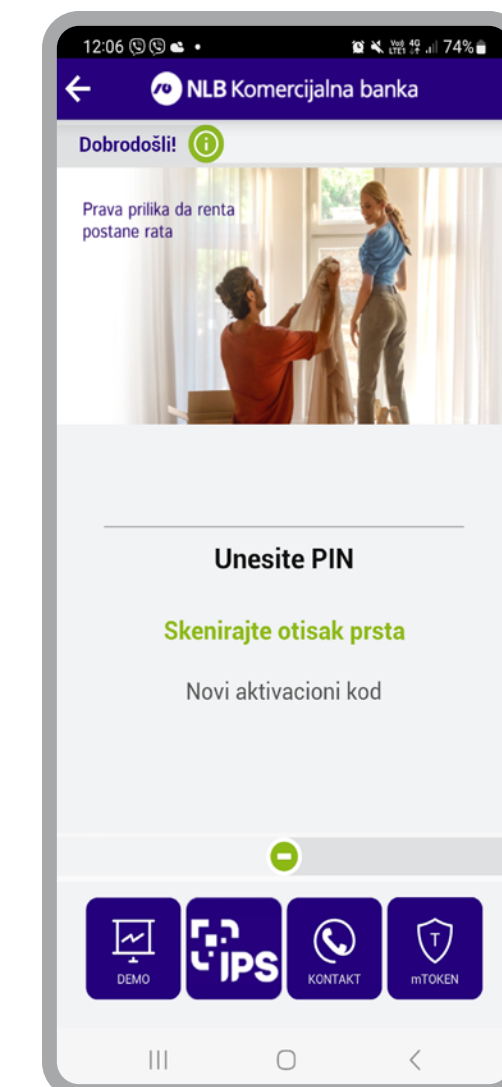 12:06
74%
NLB Komercijalna banka
Dobrodošli!
Prava prilika da renta
postane rata
Unesite PIN
Skenirajte otisak prsta
Novi aktivacioni kod
DEMO
iPS
KONTAKT
T
mTOKEN